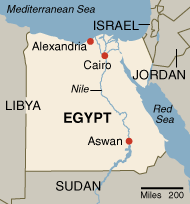 Mediterranean Sea
ISRAEL
Alexandria
Cairo
JORDAN
Nile
LIBYA
Red
Sea
EGYPT
Aswan
SUDAN
Miles 200